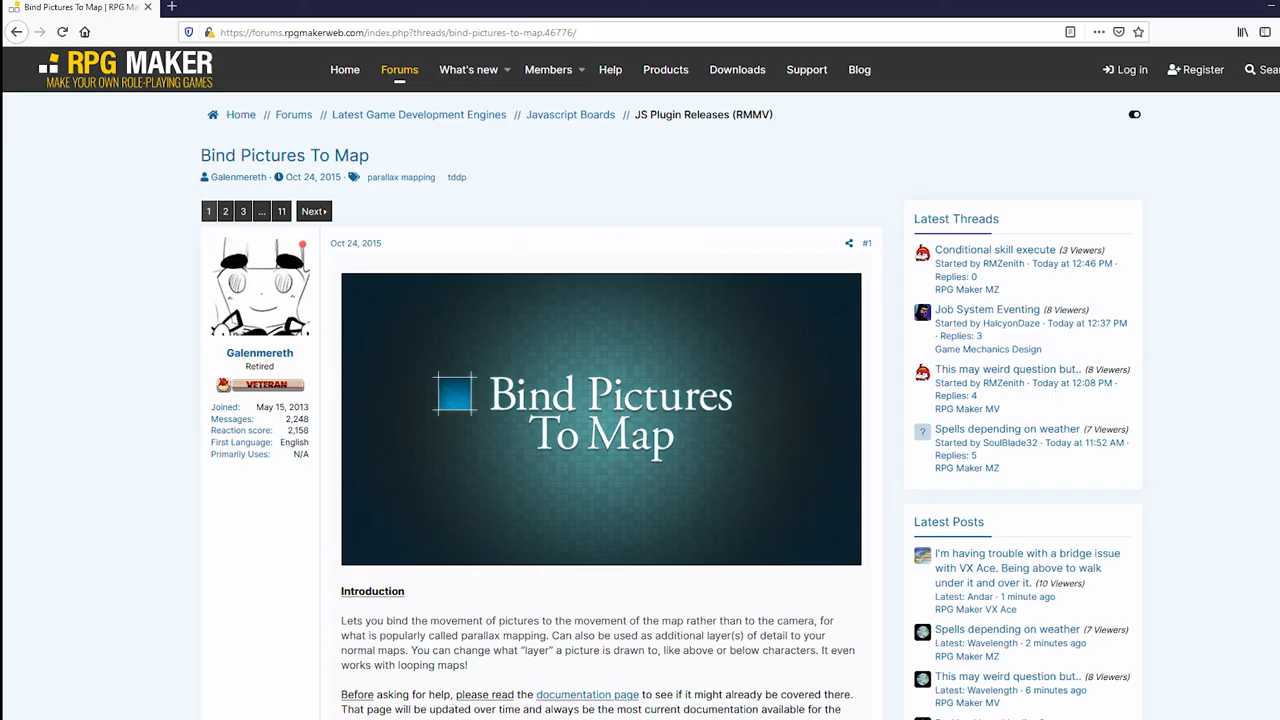 Bind Pictures To Map | RPG Ma
https://forums.rpgmakerweb.com/index.php?threads/bind-pictures-to-map.46776/
RPG MAKER
MAKE YOUR OWN ROLE-PLAYING GAMES
Home Forums What's new Members Help Products Downloads Support Blog Log in Register Sea
Home // Forums // Latest Game Development Engines // Javascript Boards // JS Plugin Releases (RMMV)
Bind Pictures To Map
Galenmereth Oct 24, 2015 parallax mapping tddp
1 2 3 ... 11 Next
Oct 24, 2015 #1
Galenmereth
Retired
VETERAN
Joined: May 15, 2013
Messages: 2,248
Reaction score: 2,158
First Language: English
Primarily Uses: N/A
Bind Pictures
To Map
Introduction
Lets you bind the movement of pictures to the movement of the map rather than to the camera, for
what is popularly called parallax mapping. Can also be used as additional layer(s) of detail to your
normal maps. You can change what “layer” a picture is drawn to, like above or below characters. It even
works with looping maps!
Before asking for help, please read the documentation page to see if it might already be covered there.
That page will be updated over time and always be the most current documentation available for the
Latest Threads
Conditional skill execute (3 Viewers)
Started by RMZenith · Today at 12:46 PM ·
Replies: 0
RPG Maker MZ
Job System Eventing (8 Viewers)
Started by HalcyonDaze · Today at 12:37 PM
· Replies: 3
Game Mechanics Design
This may weird question but.. (8 Viewers)
Started by RMZenith · Today at 12:08 PM ·
Replies: 4
RPG Maker MV
?
Spells depending on weather (7 Viewers)
Started by SoulBlade32 · Today at 11:52 AM ·
Replies: 5
RPG Maker MZ
Latest Posts
I'm having trouble with a bridge issue
with VX Ace. Being above to walk
under it and over it. (10 Viewers)
Latest: Andar · 1 minute ago
RPG Maker VX Ace
Spells depending on weather (7 Viewers)
Latest: Wavelength · 2 minutes ago
RPG Maker MZ
This may weird question but.. (8 Viewers)
Latest: Wavelength · 6 minutes ago
RPG Maker MV